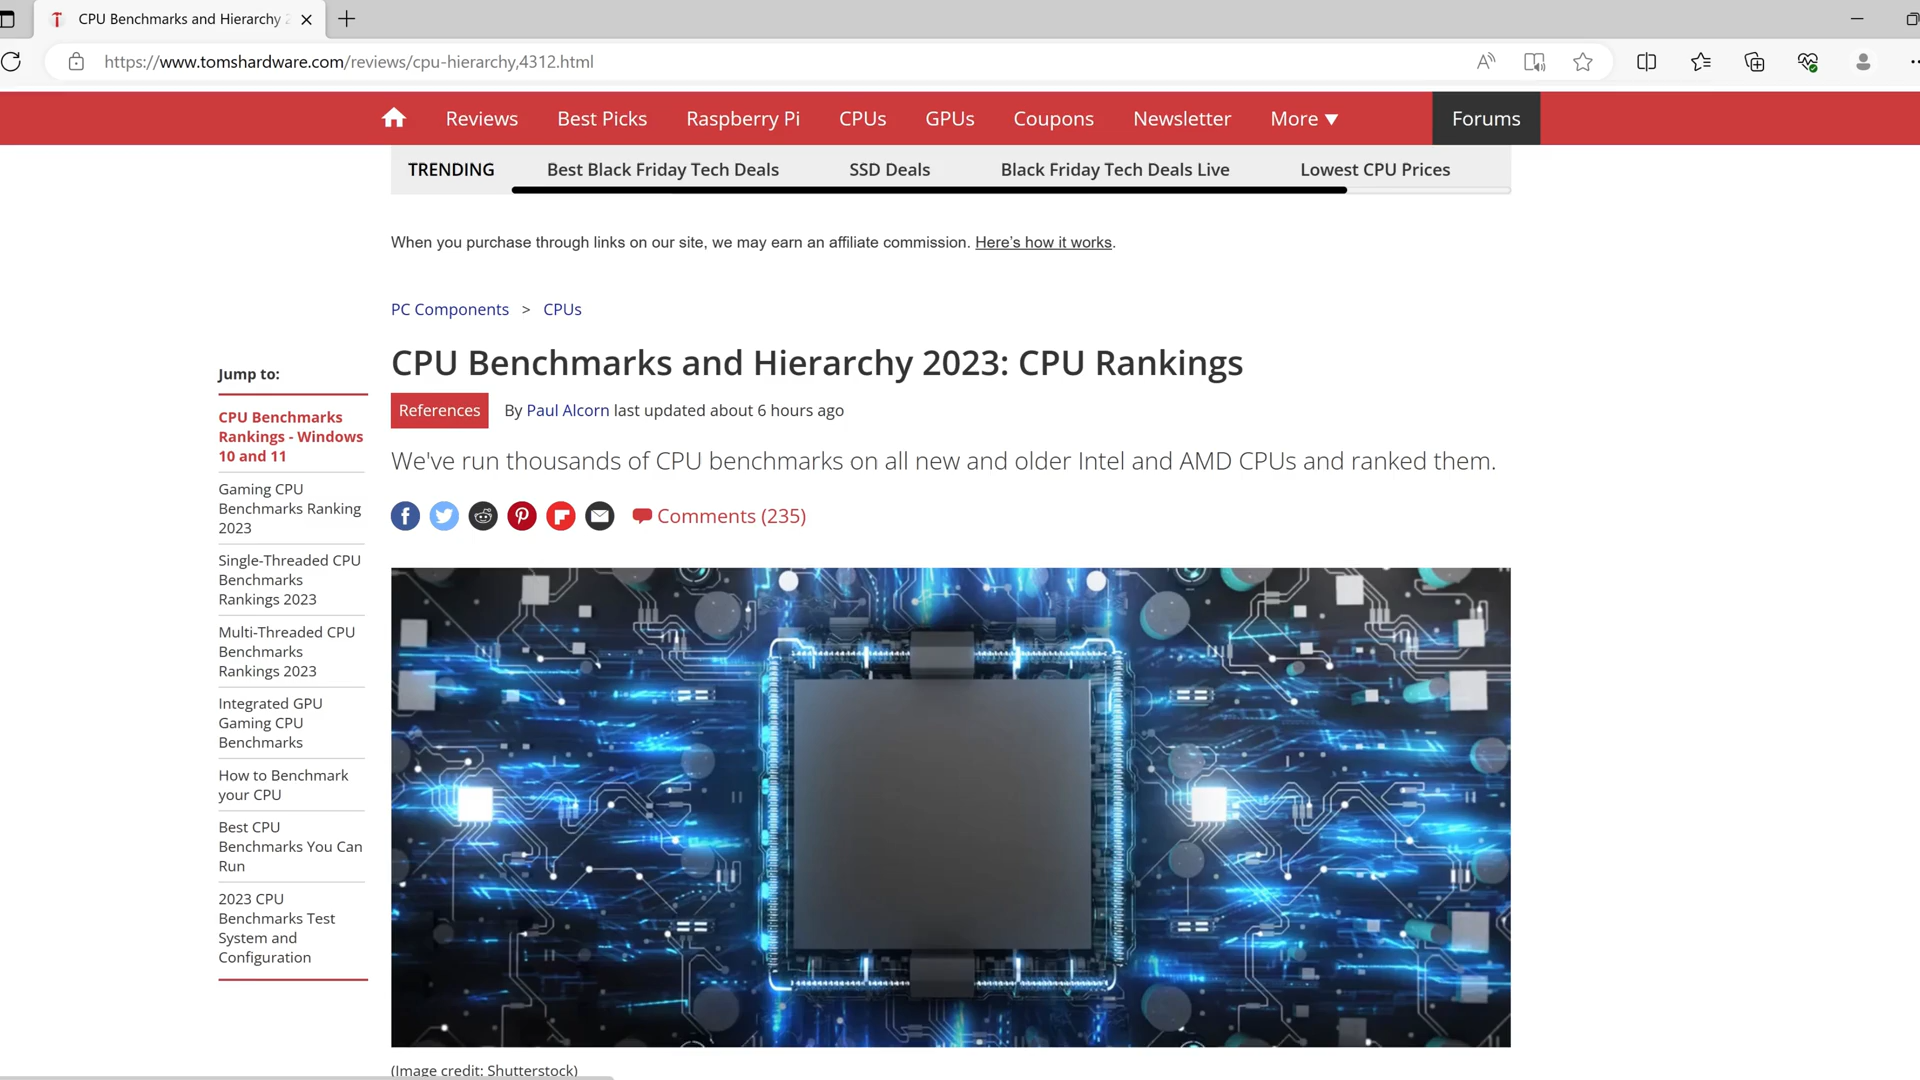 CPU Benchmarks and Hierarchy 2
https://www.tomshardware.com/reviews/cpu-hierarchy,4312.html
Reviews Best Picks Raspberry Pi CPUs GPUs Coupons Newsletter More ▼ Forums
TRENDING Best Black Friday Tech Deals SSD Deals Black Friday Tech Deals Live Lowest CPU Prices
When you purchase through links on our site, we may earn an affiliate commission. Here's how it works.
PC Components > CPUs
CPU Benchmarks and Hierarchy 2023: CPU Rankings
References By Paul Alcorn last updated about 6 hours ago
We've run thousands of CPU benchmarks on all new and older Intel and AMD CPUs and ranked them.
Comments (235)
Jump to:
CPU Benchmarks
Rankings - Windows
10 and 11
Gaming CPU
Benchmarks Ranking
2023
Single-Threaded CPU
Benchmarks
Rankings 2023
Multi-Threaded CPU
Benchmarks
Rankings 2023
Integrated GPU
Gaming CPU
Benchmarks
How to Benchmark
your CPU
Best CPU
Benchmarks You Can
Run
2023 CPU
Benchmarks Test
System and
Configuration
(Image credit: Shutterstock)